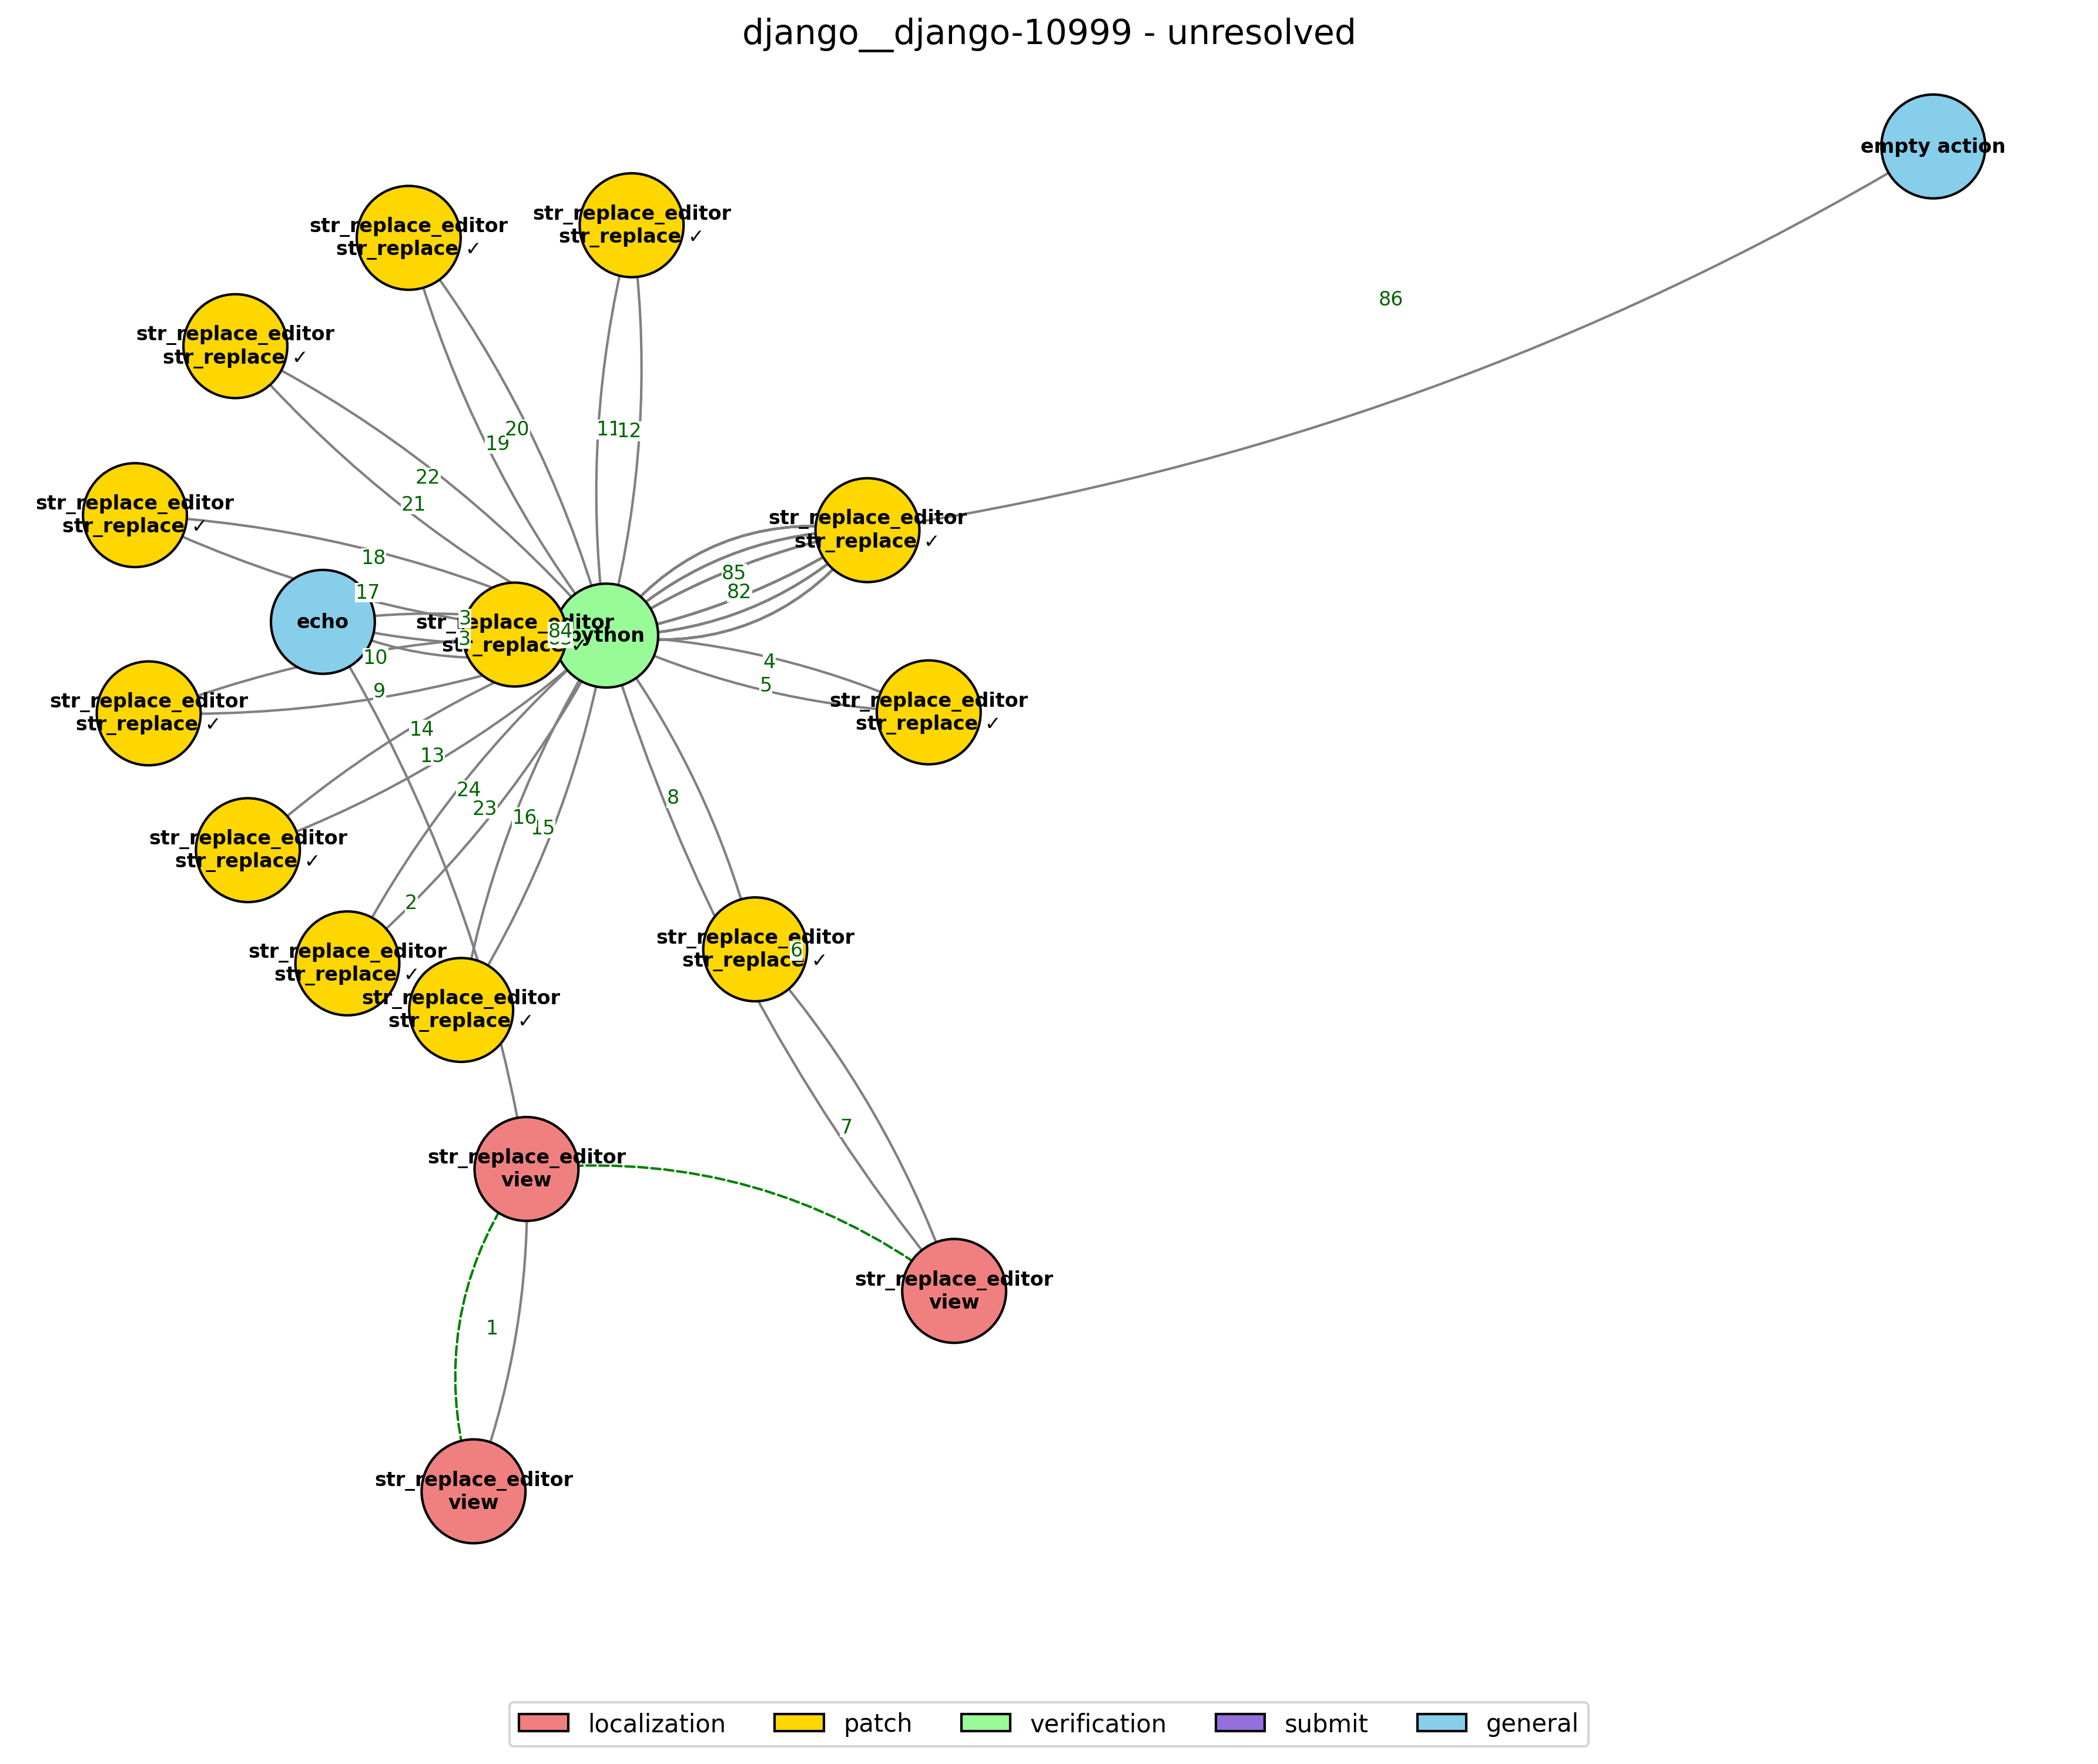 django__django-10999 - unresolved
empty action
86
str_replace_editor
str_replace ✓
str_replace_editor
str_replace ✓
str_replace_editor
str_replace ✓
19
20
11
12
22
21
str_replace_editor
str_replace ✓
str_replace_editor
str_replace ✓
18
85
82
17
echo
3
3
str_replace_editor
str_replace ✓
84
python
10
9
4
5
str_replace_editor
str_replace ✓
str_replace_editor
str_replace ✓
14
13
24
23
16
15
8
str_replace_editor
str_replace ✓
2
str_replace_editor
str_replace ✓
str_replace_editor
str_replace ✓
6
str_replace_editor
str_replace ✓
7
str_replace_editor
view
str_replace_editor
view
1
str_replace_editor
view
localization
patch
verification
submit
general